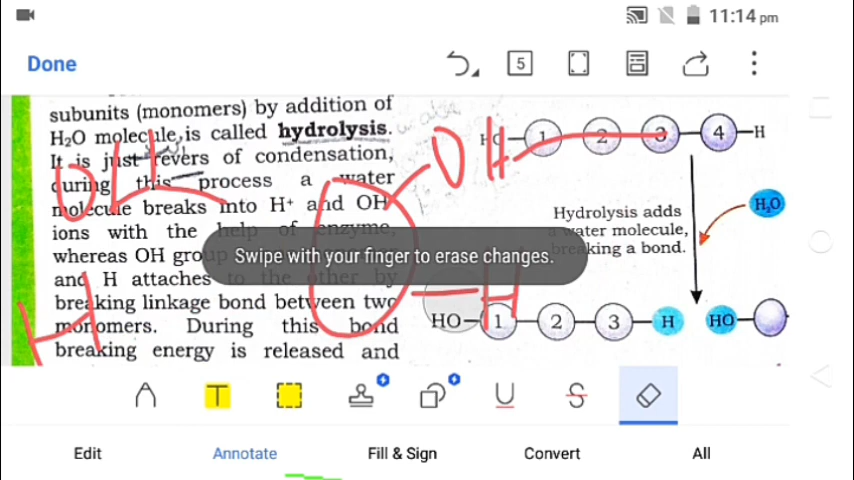 11:14 pm
Done
5
subunits (monomers) by addition of
H₂O molecule, is called hydrolysis.
It is just revers of condensation,
during this process a water
molecule breaks into H⁺ and OH
ions with the help of enzyme,
whereas OH group
and H attaches to the other by
breaking linkage bond between two
monomers. During this bond
breaking energy is released and
OH
OH
H
H
HO 1 2 3 4 H
H₂O
Hydrolysis adds
a water molecule,
breaking a bond.
HO 1 2 3 H HO
Swipe with your finger to erase changes.
T U S
Edit Annotate Fill & Sign Convert All